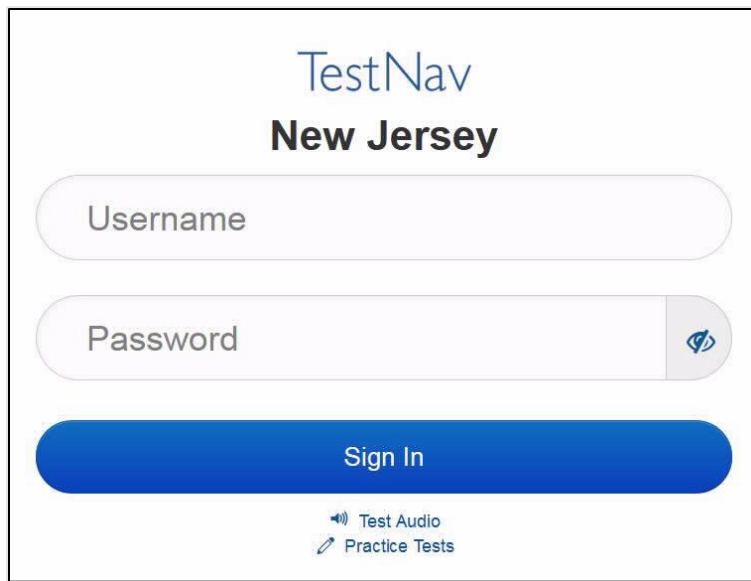 TestNav
New Jersey
Username
Password
Sign In
Test Audio
Practice Tests